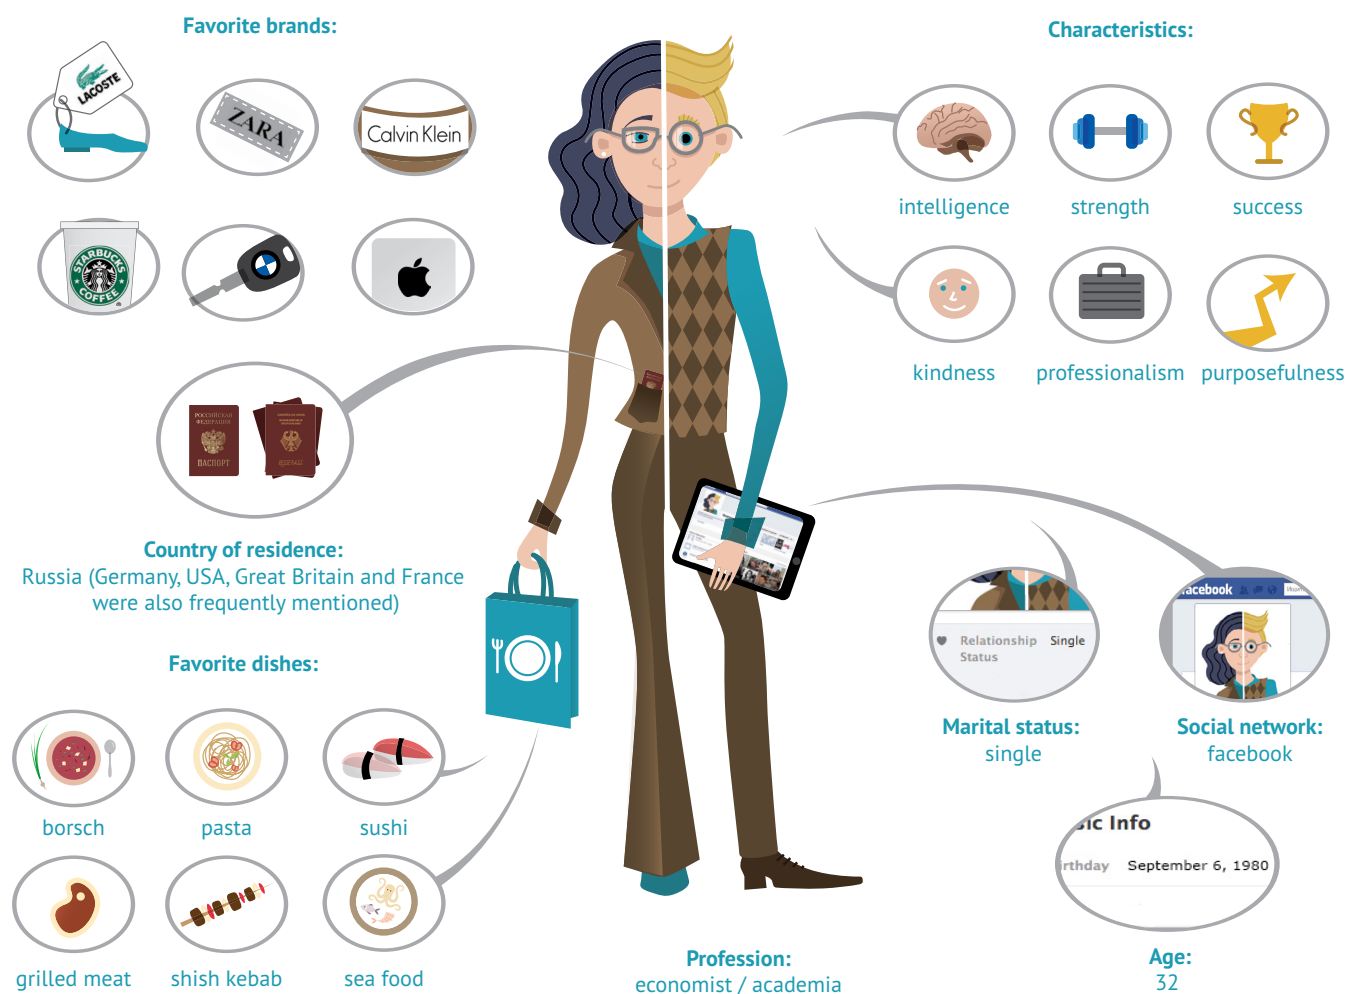 Favorite brands:
LACOSTE
ZARA
Calvin Klein
STARBUCKS
COFFEE
РОССИЙСКАЯ
ФЕДЕРАЦИЯ
ПАСПОРТ
Country of residence:
Russia (Germany, USA, Great Britain and France
were also frequently mentioned)
Favorite dishes:
borsch
pasta
sushi
grilled meat
shish kebab
sea food
Characteristics:
intelligence
strength
success
kindness
professionalism
purposefulness
Relationship Single
Status
Marital status:
single
facebook
Social network:
facebook
sic Info
irthday September 6, 1980
Age:
32
Profession:
economist / academia